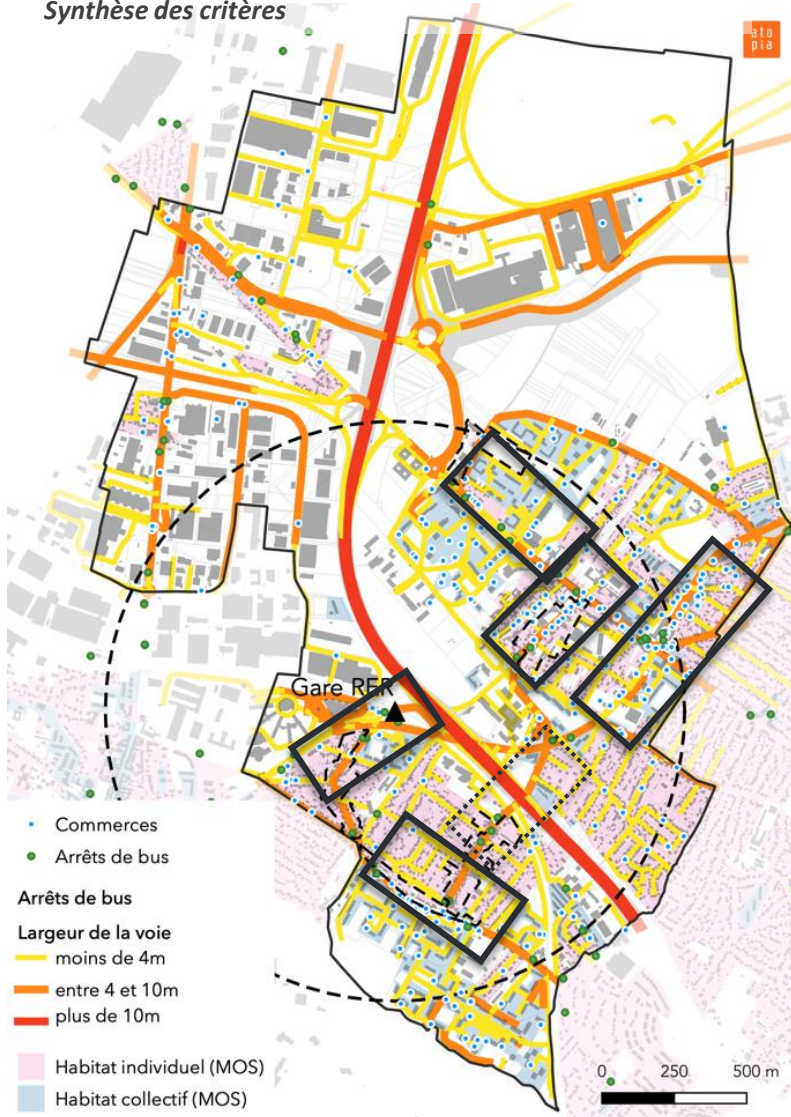 Synthèse des critères
ato
pia
Gare RER
Commerces
Arrêts de bus
Arrêts de bus
Largeur de la voie
moins de 4m
entre 4 et 10m
plus de 10m
Habitat individuel (MOS)
Habitat collectif (MOS)
0 250 500 m